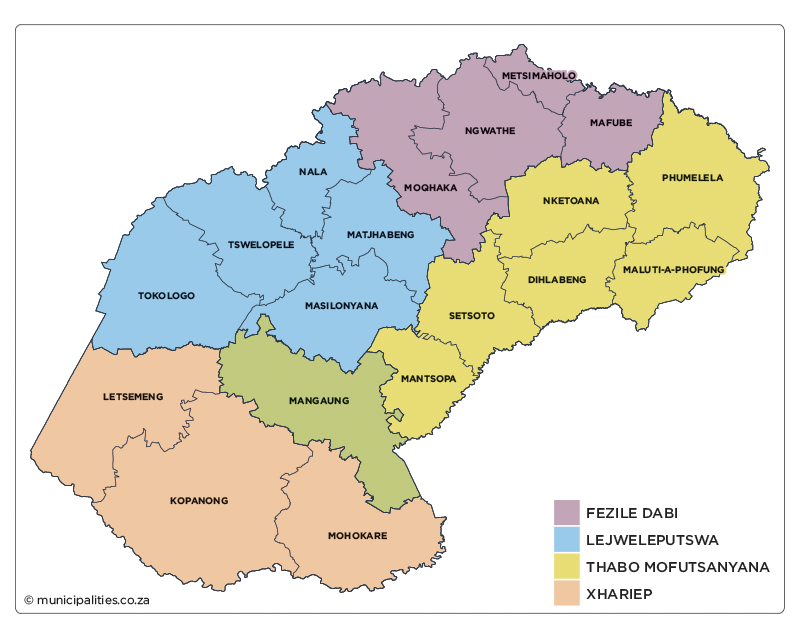 METSIMAHOLO
NGWATHE
MAFUBE
NALA
MOQHAKA
PHUMELELA
NKETOANA
MATJHABENG
TSWELOPELE
MALUTI-A-PHOFUNG
DIHLABENG
TOKOLOGO
MASILONYANA
SETSOTO
MANTSOPA
LETSEMENG
MANGAUNG
KOPANONG
MOHOKARE
FEZILE DABI
LEJWELEPUTSWA
THABO MOFUTSANYANA
XHARIEP
© municipalities.co.za